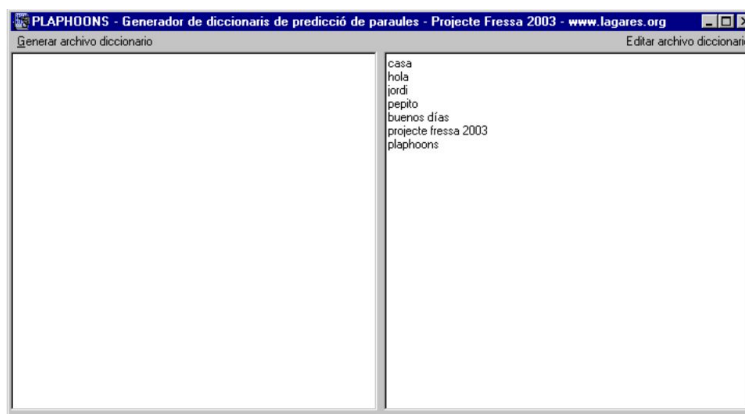 PLAPHOONS - Generador de diccionaris de predicció de paraules - Projecte Fressa 2003 - www.lagares.org
Generar archivo diccionario
Editar archivo diccionario
casa
hola
jordi
pepito
buenos días
projecte fressa 2003
plaphoons